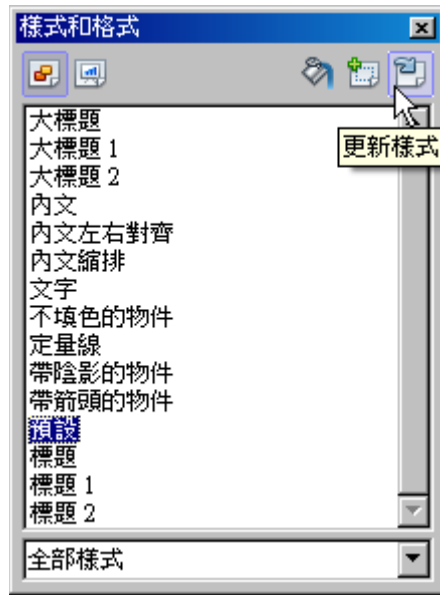 樣式和格式
更新樣式
大標題
大標題 1
大標題 2
內文
內文左右對齊
內文縮排
文字
不填色的物件
定量線
帶陰影的物件
帶箭頭的物件
預設
標題
標題 1
標題 2
全部樣式